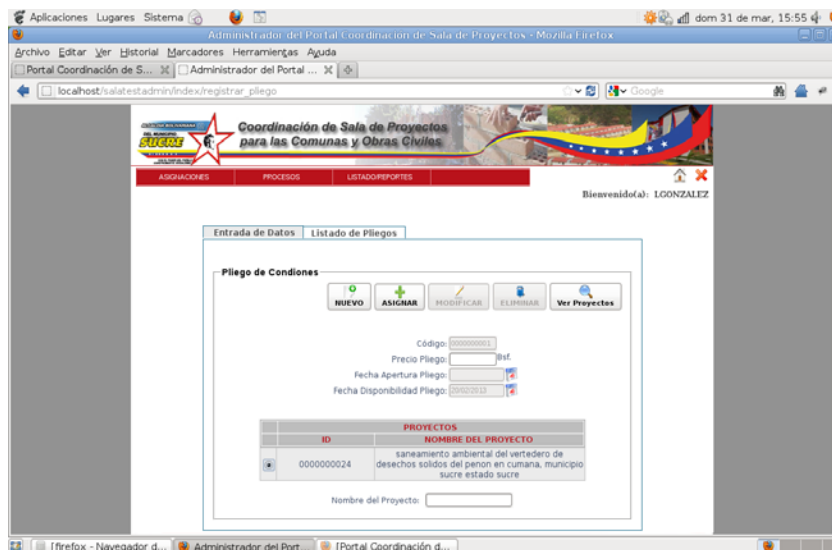 Aplicaciones Lugares Sistema
dom 31 de mar, 15:55
Administrador del Portal Coordinación de Sala de Proyectos - Mozilla Firefox
Archivo Editar Ver Historial Marcadores Herramientas Ayuda
Portal Coordinación de S... Administrador del Portal ...
localhost/salatestadmin/index/registrar_pliego
Google
SUCRE
Coordinación de Sala de Proyectos
para las Comunas y Obras Civiles
ASIGNACIONES PROCESOS LISTADO/REPORTES
Bienvenido(a): LGONZALEZ
Entrada de Datos Listado de Pliegos
Pliego de Condiones
NUEVO ASIGNAR MODIFICAR ELIMINAR Ver Proyectos
Código: 0000000001
Precio Pliego: Bsf.
Fecha Apertura Pliego:
Fecha Disponibilidad Pliego: 20/02/2013
PROYECTOS
ID NOMBRE DEL PROYECTO
0000000024 saneamiento ambiental del vertedero de
desechos solidos del penon en cumana, municipio
sucre estado sucre
Nombre del Proyecto:
[firefox - Navegador d... Administrador del Port... [Portal Coordinación d...